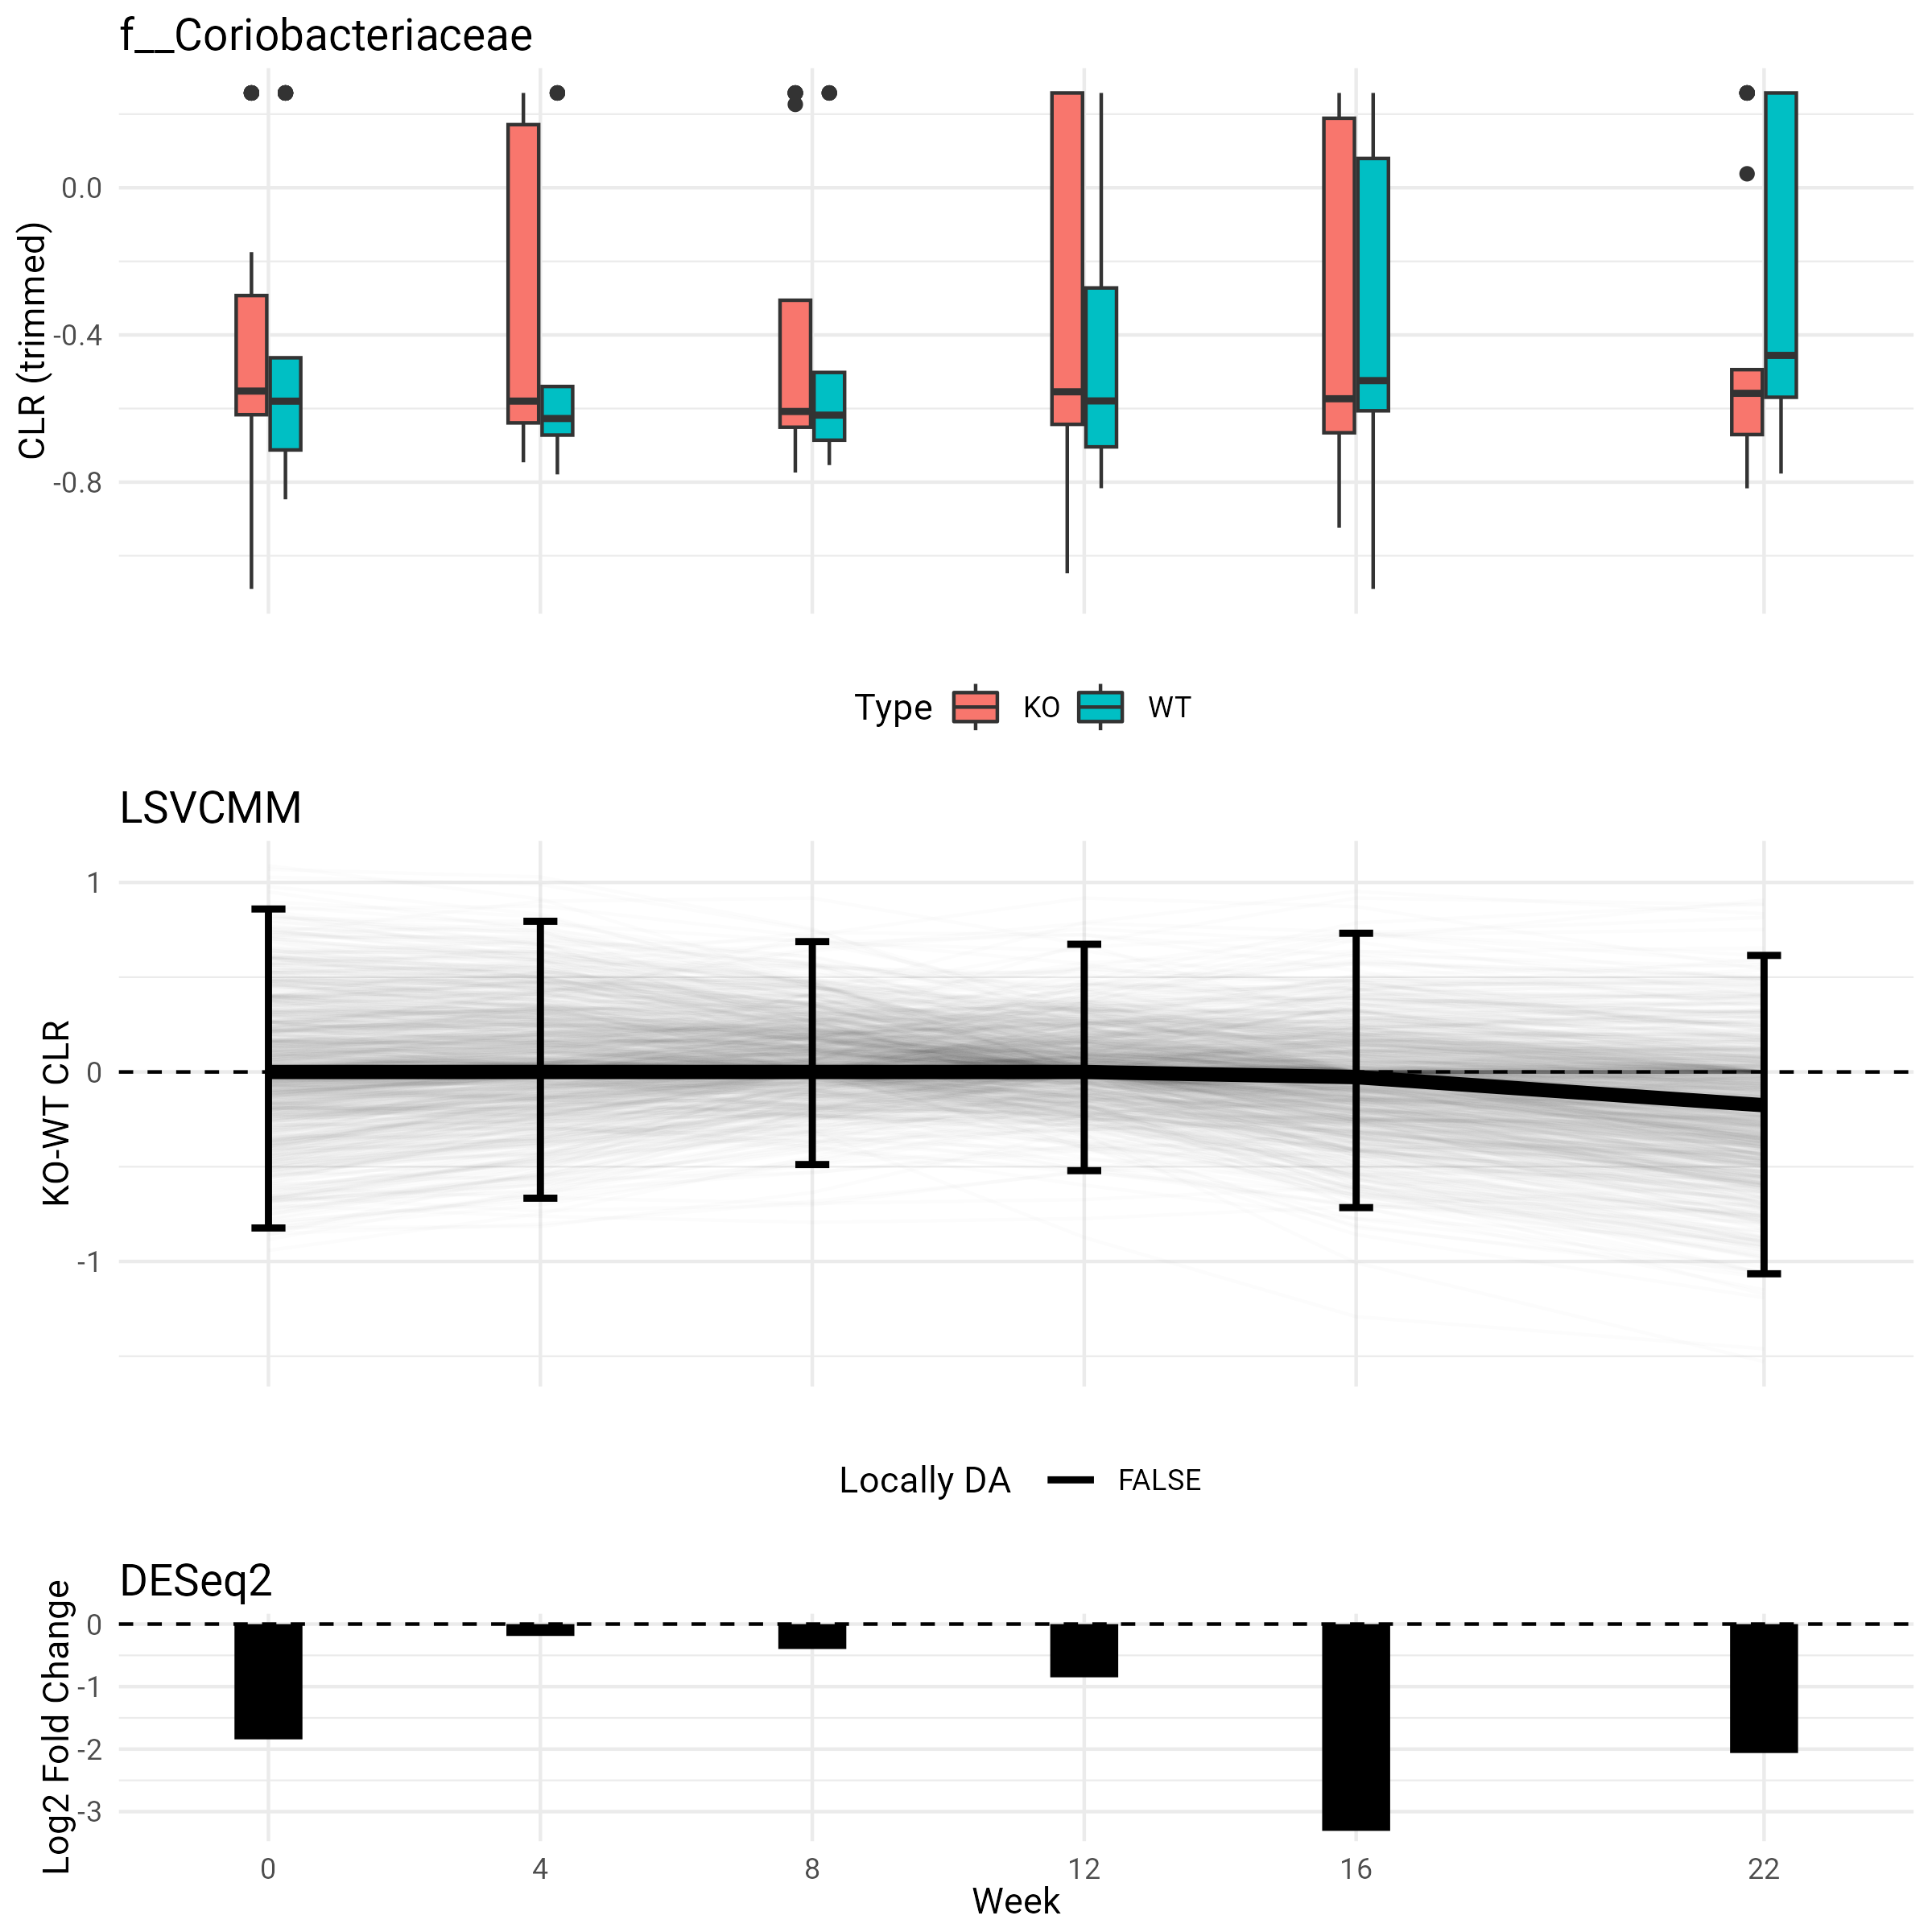 f__Coriobacteriaceae
CLR (trimmed)
0.0
-0.4
-0.8
Type KO WT
LSVCMM
KO-WT CLR
1
0
-1
Locally DA FALSE
DESeq2
Log2 Fold Change
0
-1
-2
-3
0 4 8 12 16 22
Week